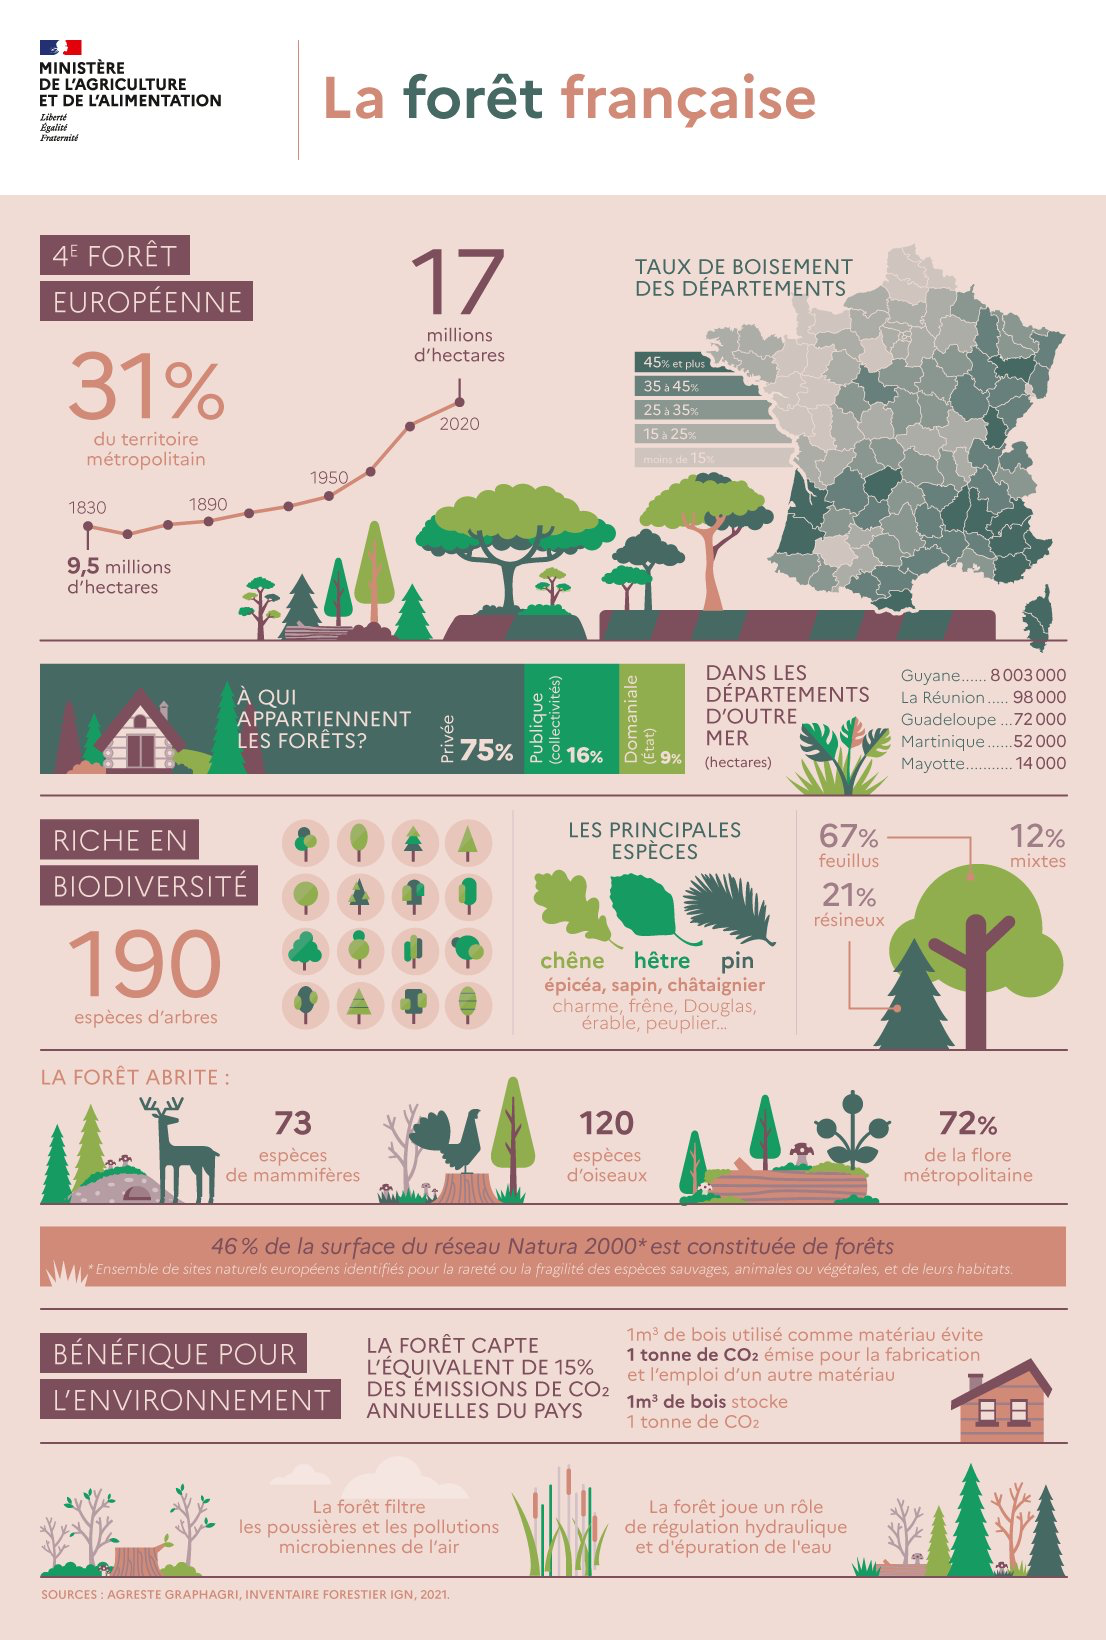 MINISTÈRE
DE L'AGRICULTURE
ET DE L'ALIMENTATION
Liberté
Égalité
Fraternité
La forêt française
4E FORÊT
EUROPÉENNE
31%
du territoire
métropolitain
17
millions
d'hectares
2020
1950
1890
1830
9,5 millions
d'hectares
TAUX DE BOISEMENT
DES DÉPARTEMENTS
45% et plus
35 à 45%
25 à 35%
15 à 25%
moins de 15%
À QUI
APPARTIENNENT
LES FORÊTS?
Privée 75%
Publique
(collectivités) 16%
Domaniale
(État) 9%
DANS LES
DÉPARTEMENTS
D'OUTRE
MER
(hectares)
Guyane...... 8 003 000
La Réunion ..... 98 000
Guadeloupe ...72 000
Martinique ......52 000
Mayotte........... 14 000
RICHE EN
BIODIVERSITÉ
190
espèces d'arbres
LES PRINCIPALES
ESPÈCES
chêne hêtre pin
épicéa, sapin, châtaignier
charme, frêne, Douglas,
érable, peuplier...
67%
feuillus
21%
résineux
12%
mixtes
LA FORÊT ABRITE :
73
espèces
de mammifères
120
espèces
d'oiseaux
72%
de la flore
métropolitaine
46 % de la surface du réseau Natura 2000* est constituée de forêts
* Ensemble de sites naturels européens identifiés pour la rareté ou la fragilité des espèces sauvages, animales ou végétales, et de leurs habitats.
BÉNÉFIQUE POUR
L'ENVIRONNEMENT
LA FORÊT CAPTE
L'ÉQUIVALENT DE 15%
DES ÉMISSIONS DE CO₂
ANNUELLES DU PAYS
1m³ de bois utilisé comme matériau évite
1 tonne de CO₂ émise pour la fabrication
et l'emploi d'un autre matériau
1m³ de bois stocke
1 tonne de CO₂
La forêt filtre
les poussières et les pollutions
microbiennes de l'air
La forêt joue un rôle
de régulation hydraulique
et d'épuration de l'eau
SOURCES : AGRESTE GRAPHAGRI, INVENTAIRE FORESTIER IGN, 2021.